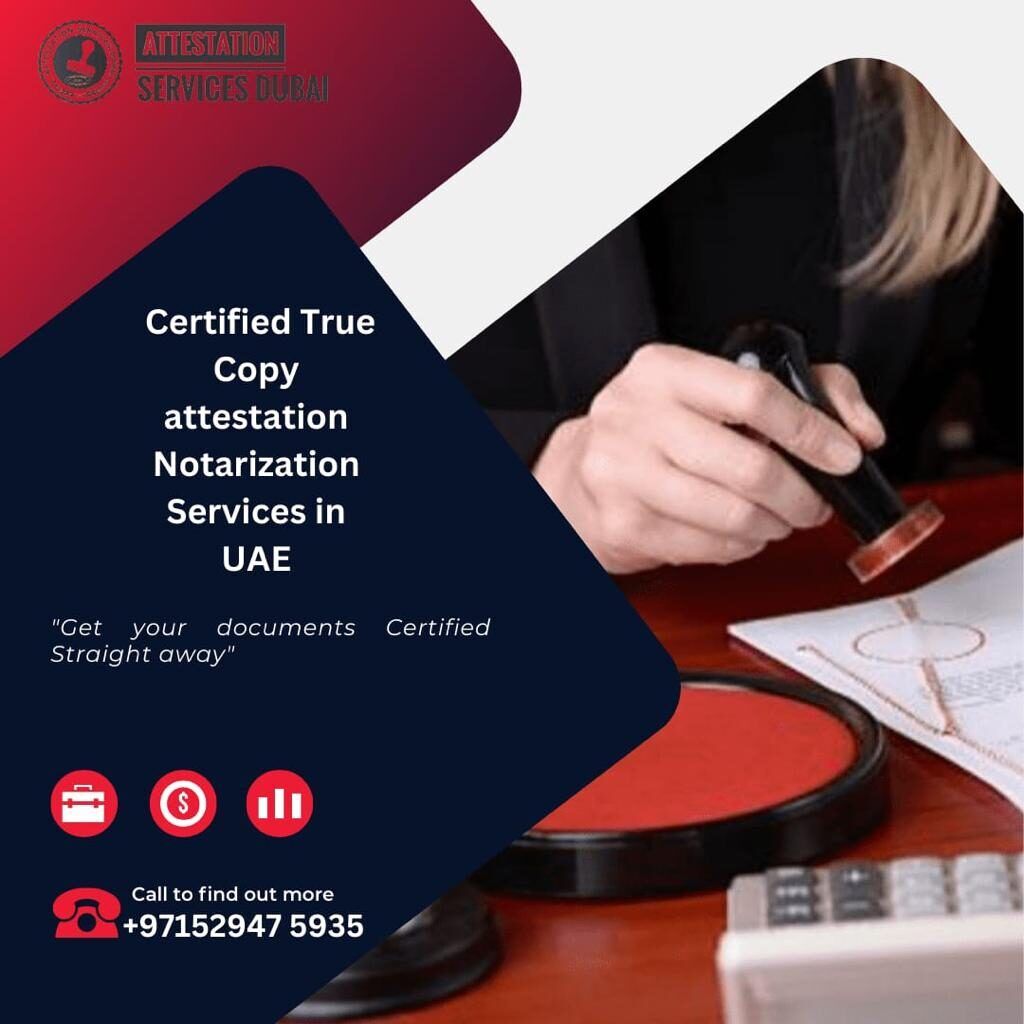 ATTESTATION
SERVICES DUBAI
Certified True
Copy
attestation
Notarization
Services in
UAE
"Get your documents Certified
Straight away"
$
Call to find out more
+97152947 5935